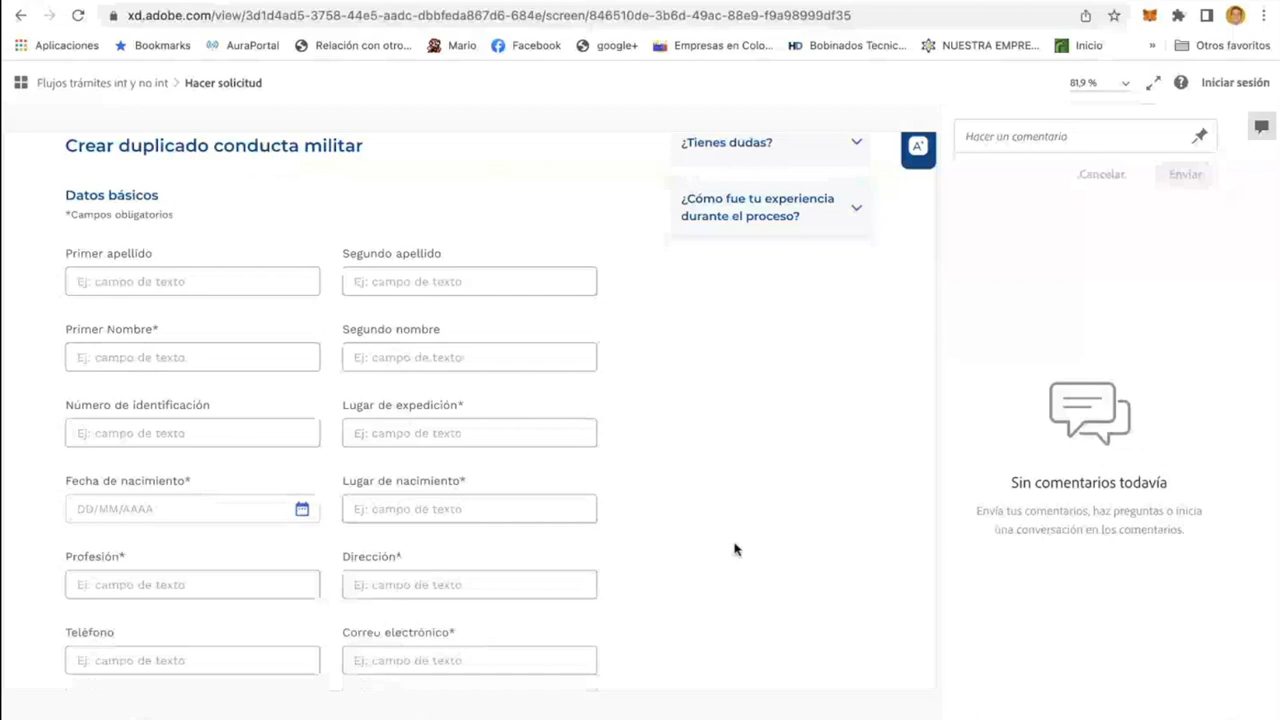 xd.adobe.com/view/3d1d4ad5-3758-44e5-aadc-dbbfeda867d6-684e/screen/846510de-3b6d-49ac-88e9-f9a98999df35
Aplicaciones Bookmarks AuraPortal Relación con otro... Mario Facebook google+ Empresas en Colo... HD Bobinados Tecnic... NUESTRA EMPRE... Inicio » Otros favoritos
Flujos trámites int y no int > Hacer solicitud 81,9 % Iniciar sesión
Crear duplicado conducta militar
Datos básicos
*Campos obligatorios
Primer apellido Segundo apellido
Ej: campo de texto Ej: campo de texto
Primer Nombre* Segundo nombre
Ej: campo de texto Ej: campo de texto
Número de identificación Lugar de expedición*
Ej: campo de texto Ej: campo de texto
Fecha de nacimiento* Lugar de nacimiento*
DD/MM/AAAA Ej: campo de texto
Profesión* Dirección*
Ej: campo de texto Ej: campo de texto
Teléfono Correo electrónico*
Ej: campo de texto Ej: campo de texto
¿Tienes dudas?
¿Cómo fue tu experiencia
durante el proceso?
A+
Hacer un comentario
Cancelar Enviar
Sin comentarios todavía
Envía tus comentarios, haz preguntas o inicia
una conversación en los comentarios.